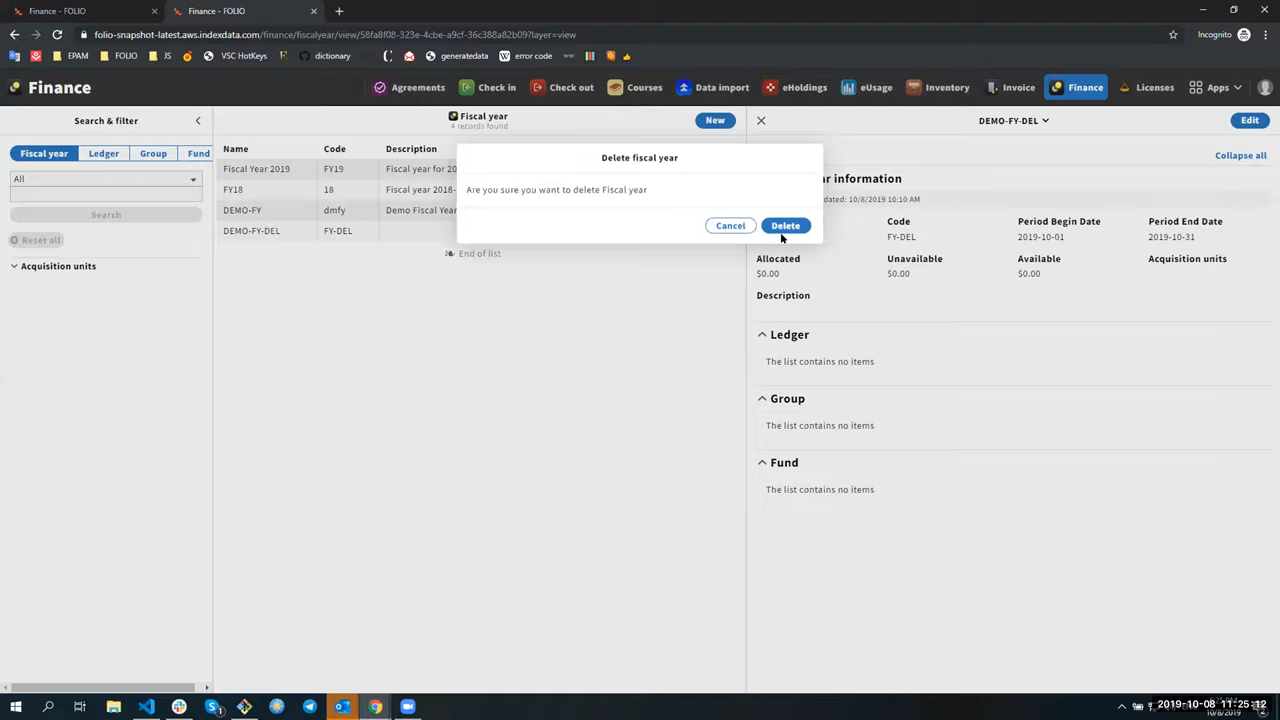 Finance - FOLIO
Finance - FOLIO
folio-snapshot-latest.aws.indexdata.com/finance/fiscalyear/view/58fa8f08-323e-4cbe-a9cf-36c388a82b09?layer=view
Incognito
EPAM
FOLIO
JS
VSC HotKeys
dictionary
generatedata
error code
Finance
Agreements
Check in
Check out
Courses
Data import
eHoldings
eUsage
Inventory
Invoice
Finance
Licenses
Apps
Search & filter
Fiscal year
4 records found
New
DEMO-FY-DEL
Edit
Fiscal year
Ledger
Group
Fund
All
Search
Reset all
Acquisition units
Name
Code
Description
Fiscal Year 2019
FY19
Fiscal year for 20
FY18
18
Fiscal year 2018-
DEMO-FY
dmfy
Demo Fiscal Year
DEMO-FY-DEL
FY-DEL
End of list
Delete fiscal year
Are you sure you want to delete Fiscal year
Cancel
Delete
Collapse all
ar information
dated: 10/8/2019 10:10 AM
Code
Period Begin Date
Period End Date
FY-DEL
2019-10-01
2019-10-31
Allocated
Unavailable
Available
Acquisition units
$0.00
$0.00
$0.00
Description
Ledger
The list contains no items
Group
The list contains no items
Fund
The list contains no items
2019-10-08 11:25:12
10/8/2019